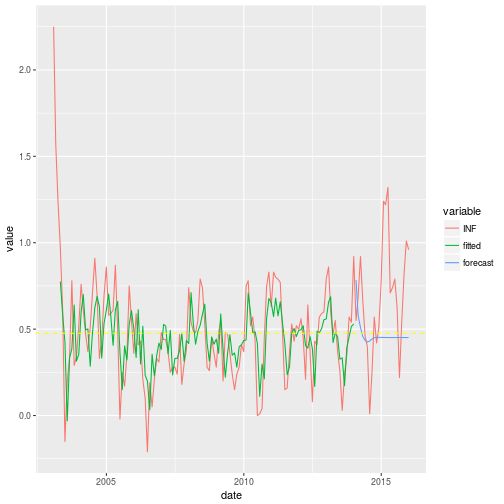 value
2.0
1.5
1.0
0.5
0.0
2005
2010
2015
date
variable
INF
fitted
forecast